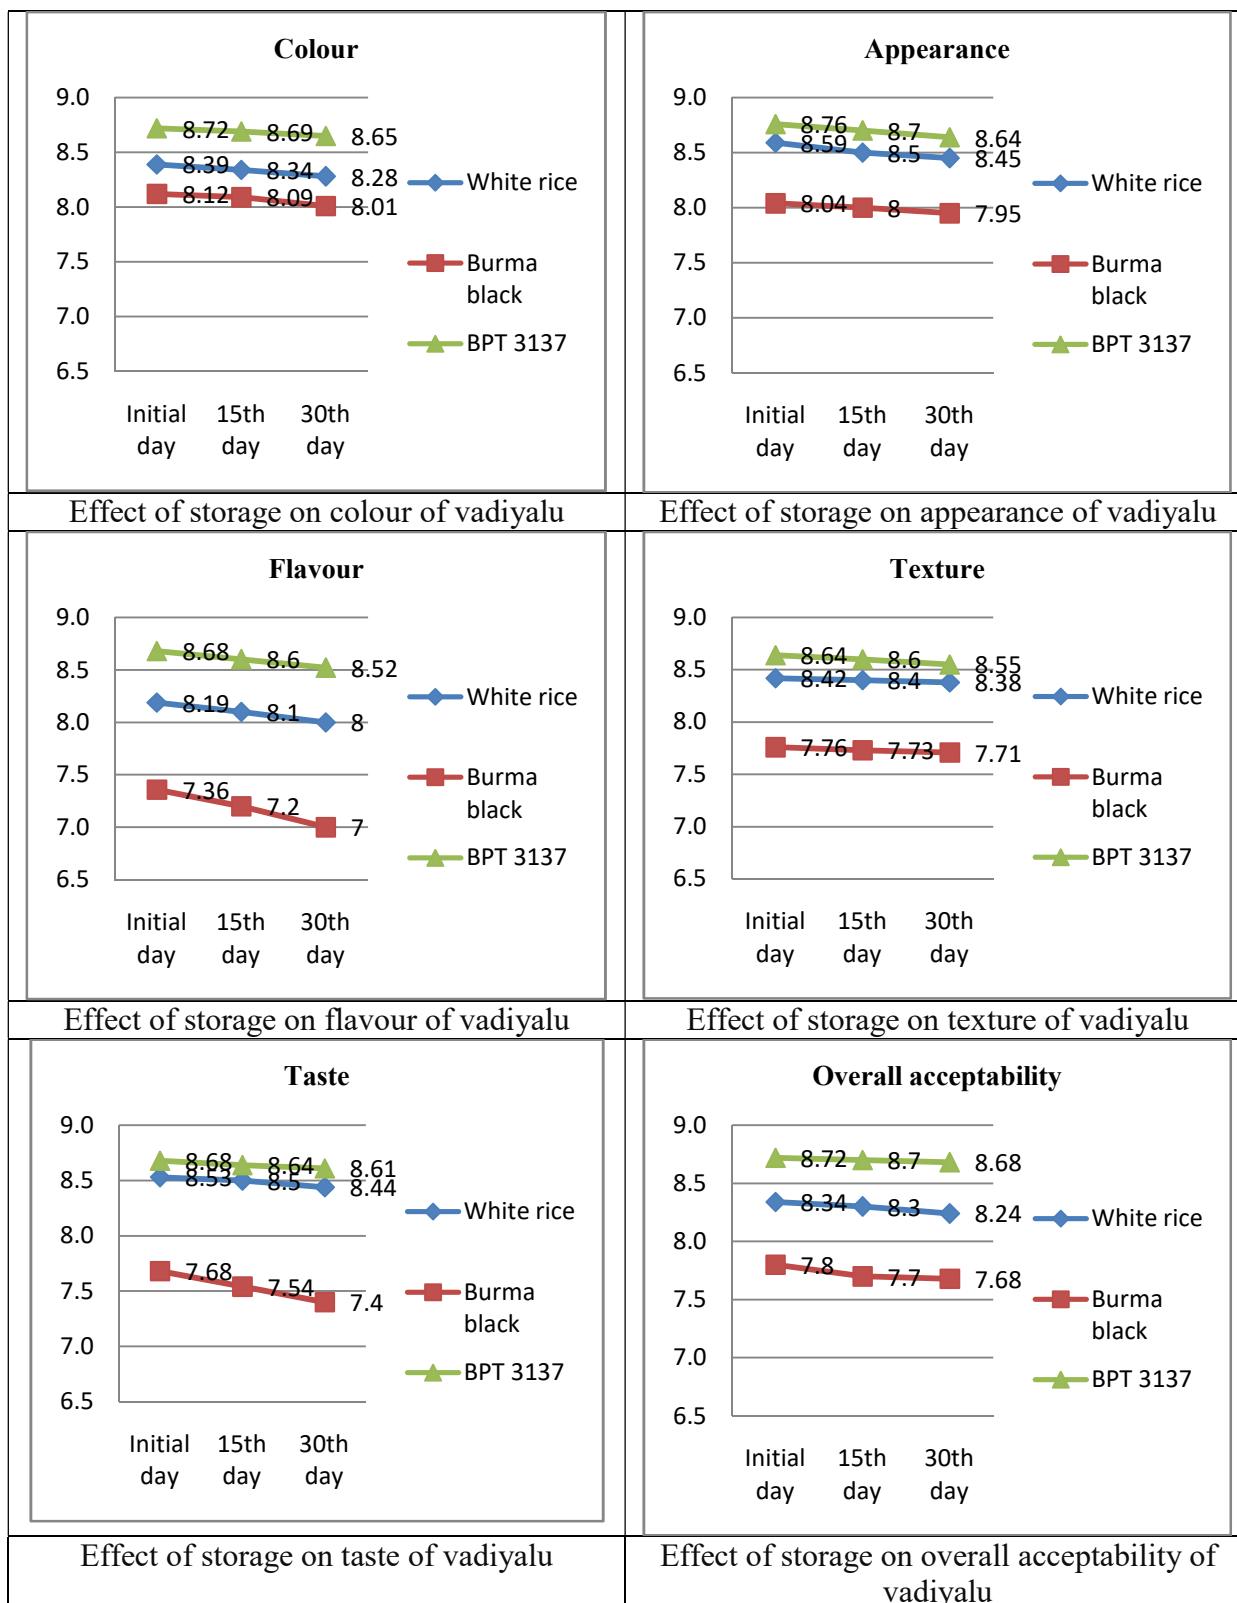 Colour
9.0
8.5
8.0
7.5
7.0
6.5
8.72 8.69 8.65
8.39 8.34 8.28
8.12 8.09 8.01
White rice
Burma
black
BPT 3137
Initial 15th 30th
day day day
Effect of storage on colour of vadiyalu
Appearance
9.0
8.5
8.0
7.5
7.0
6.5
8.76 8.7 8.64
8.59 8.5 8.45
8.04 8 7.95
White rice
Burma
black
BPT 3137
Initial 15th 30th
day day day
Effect of storage on appearance of vadiyalu
Flavour
9.0
8.5
8.0
7.5
7.0
6.5
8.68 8.6 8.52
8.19 8.1 8
7.36 7.2 7
White rice
Burma
black
BPT 3137
Initial 15th 30th
day day day
Effect of storage on flavour of vadiyalu
Texture
9.0
8.5
8.0
7.5
7.0
6.5
8.64 8.6 8.55
8.42 8.4 8.38
7.76 7.73 7.71
White rice
Burma
black
BPT 3137
Initial 15th 30th
day day day
Effect of storage on texture of vadiyalu
Taste
9.0
8.5
8.0
7.5
7.0
6.5
8.68 8.64 8.61
8.53 8.5 8.44
7.68 7.54 7.4
White rice
Burma
black
BPT 3137
Initial 15th 30th
day day day
Effect of storage on taste of vadiyalu
Overall acceptability
9.0
8.5
8.0
7.5
7.0
6.5
8.72 8.7 8.68
8.34 8.3 8.24
7.8 7.7 7.68
White rice
Burma
black
BPT 3137
Initial 15th 30th
day day day
Effect of storage on overall acceptability of
vadiyalu